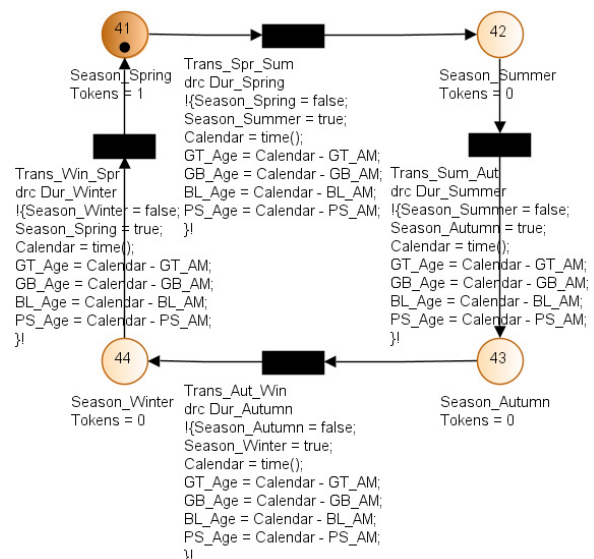 41
Season_Spring
Tokens = 1
Trans_Spr_Sum
drc Dur_Spring
!{Season_Spring = false;
Season_Summer = true;
Calendar = time();
GT_Age = Calendar - GT_AM;
GB_Age = Calendar - GB_AM;
BL_Age = Calendar - BL_AM;
PS_Age = Calendar - PS_AM;
}!
42
Season_Summer
Tokens = 0
Trans_Win_Spr
drc Dur_Winter
!{Season_Winter = false;
Season_Spring = true;
Calendar = time();
GT_Age = Calendar - GT_AM;
GB_Age = Calendar - GB_AM;
BL_Age = Calendar - BL_AM;
PS_Age = Calendar - PS_AM;
}!
Trans_Sum_Aut
drc Dur_Summer
!{Season_Summer = false;
Season_Autumn = true;
Calendar = time();
GT_Age = Calendar - GT_AM;
GB_Age = Calendar - GB_AM;
BL_Age = Calendar - BL_AM;
PS_Age = Calendar - PS_AM;
}!
44
Season_Winter
Tokens = 0
Trans_Aut_Win
drc Dur_Autumn
!{Season_Autumn = false;
Season_Winter = true;
Calendar = time();
GT_Age = Calendar - GT_AM;
GB_Age = Calendar - GB_AM;
BL_Age = Calendar - BL_AM;
PS_Age = Calendar - PS_AM;
}!
43
Season_Autumn
Tokens = 0